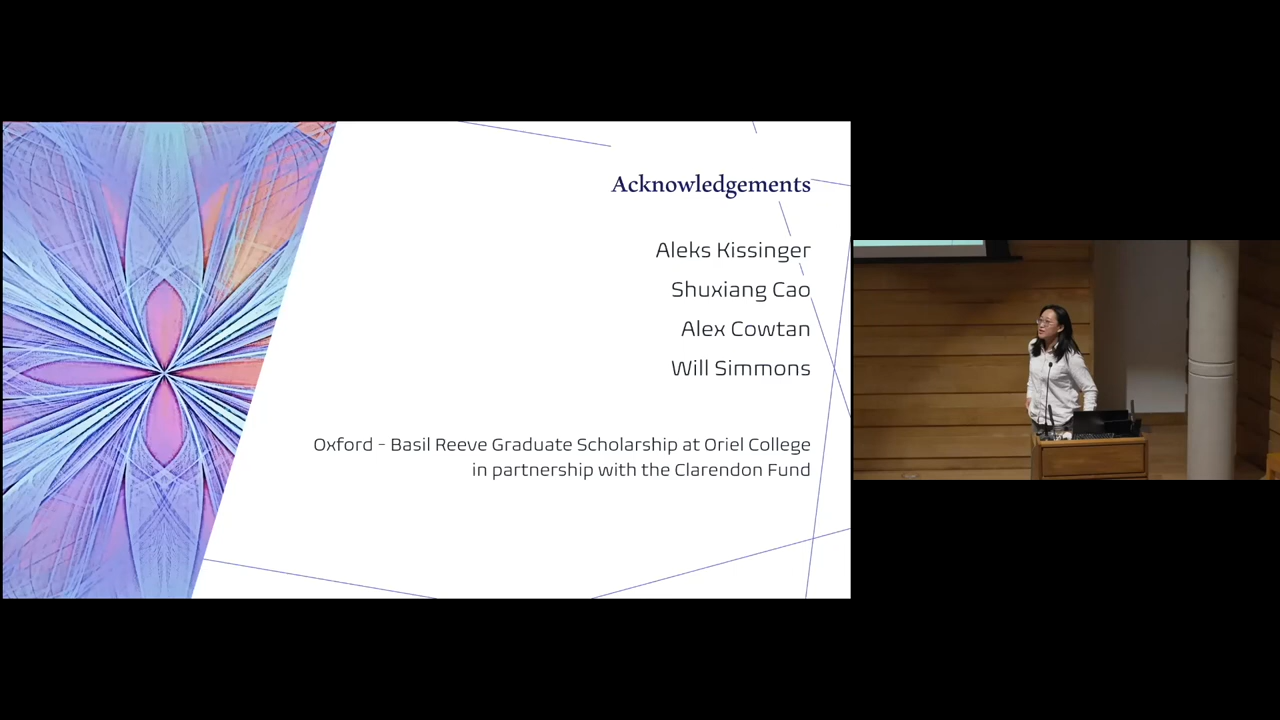 Acknowledgements
Aleks Kissinger
Shuxiang Cao
Alex Cowtan
Will Simmons
Oxford - Basil Reeve Graduate Scholarship at Oriel College
in partnership with the Clarendon Fund